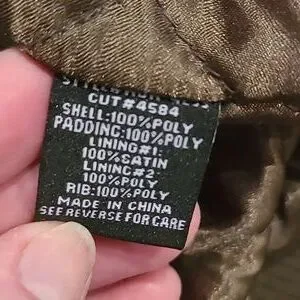 CUT#4584
SHELL:100%POLY
PADDING:100%POLY
LINING#1:
100%SATIN
LINING#2
100%POLY
RIB:100%POLY
MADE IN CHINA
SEE REVERSE FOR CARE